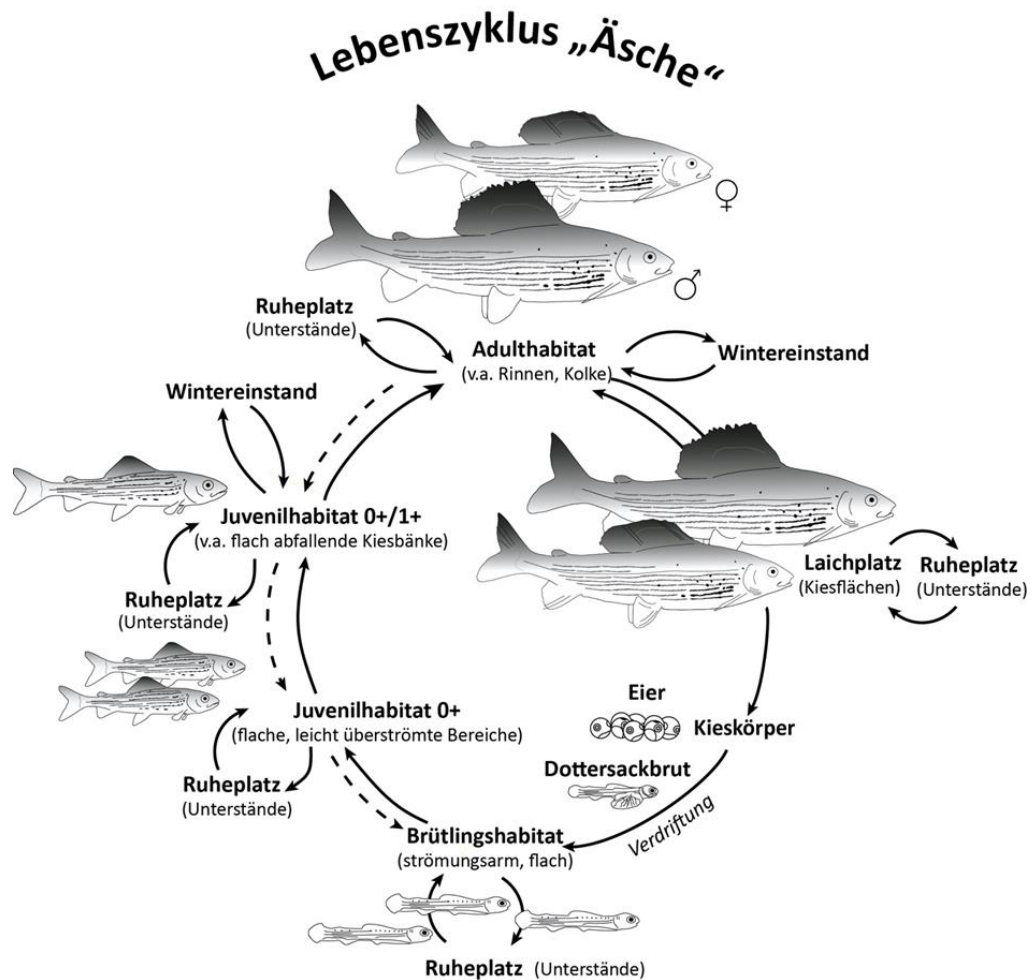 Lebenszyklus „Äsche“
♀
♂
Ruheplatz
(Unterstände)
Adulthabitat
(v.a. Rinnen, Kolke)
Wintereinstand
Wintereinstand
Juvenilhabitat 0+/1+
(v.a. flach abfallende Kiesbänke)
Laichplatz
(Kiesflächen)
Ruheplatz
(Unterstände)
Ruheplatz
(Unterstände)
Eier
Kieskörper
Juvenilhabitat 0+
(flache, leicht überströmte Bereiche)
Dottersackbrut
Ruheplatz
(Unterstände)
Verdriftung
Brütlingshabitat
(strömungsarm, flach)
Ruheplatz (Unterstände)